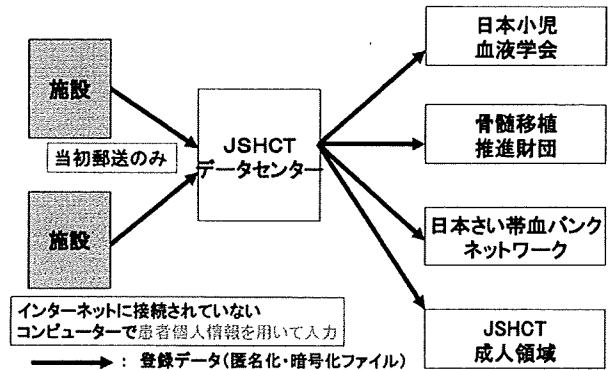 施設
当初郵送のみ
施設
JSHCT
データセンター
日本小児
血液学会
骨髄移植
推進財団
日本さい帯血バンク
ネットワーク
JSHCT
成人領域
インターネットに接続されていない
コンピューターで患者個人情報を用いて入力
: 登録データ(匿名化・暗号化ファイル)